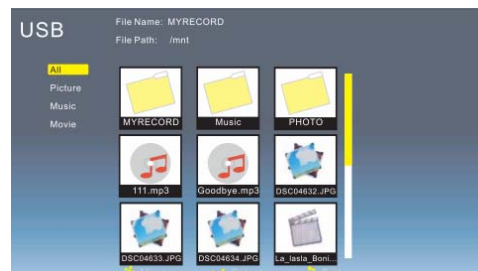 USB
File Name: MYRECORD
File Path: /mnt
All
Picture
Music
Movie
MYRECORD
Music
PHOTO
111.mp3
Goodbye.mp3
DSC04632.JPG
DSC04633.JPG
DSC04634.JPG
La_lasla_Boni...